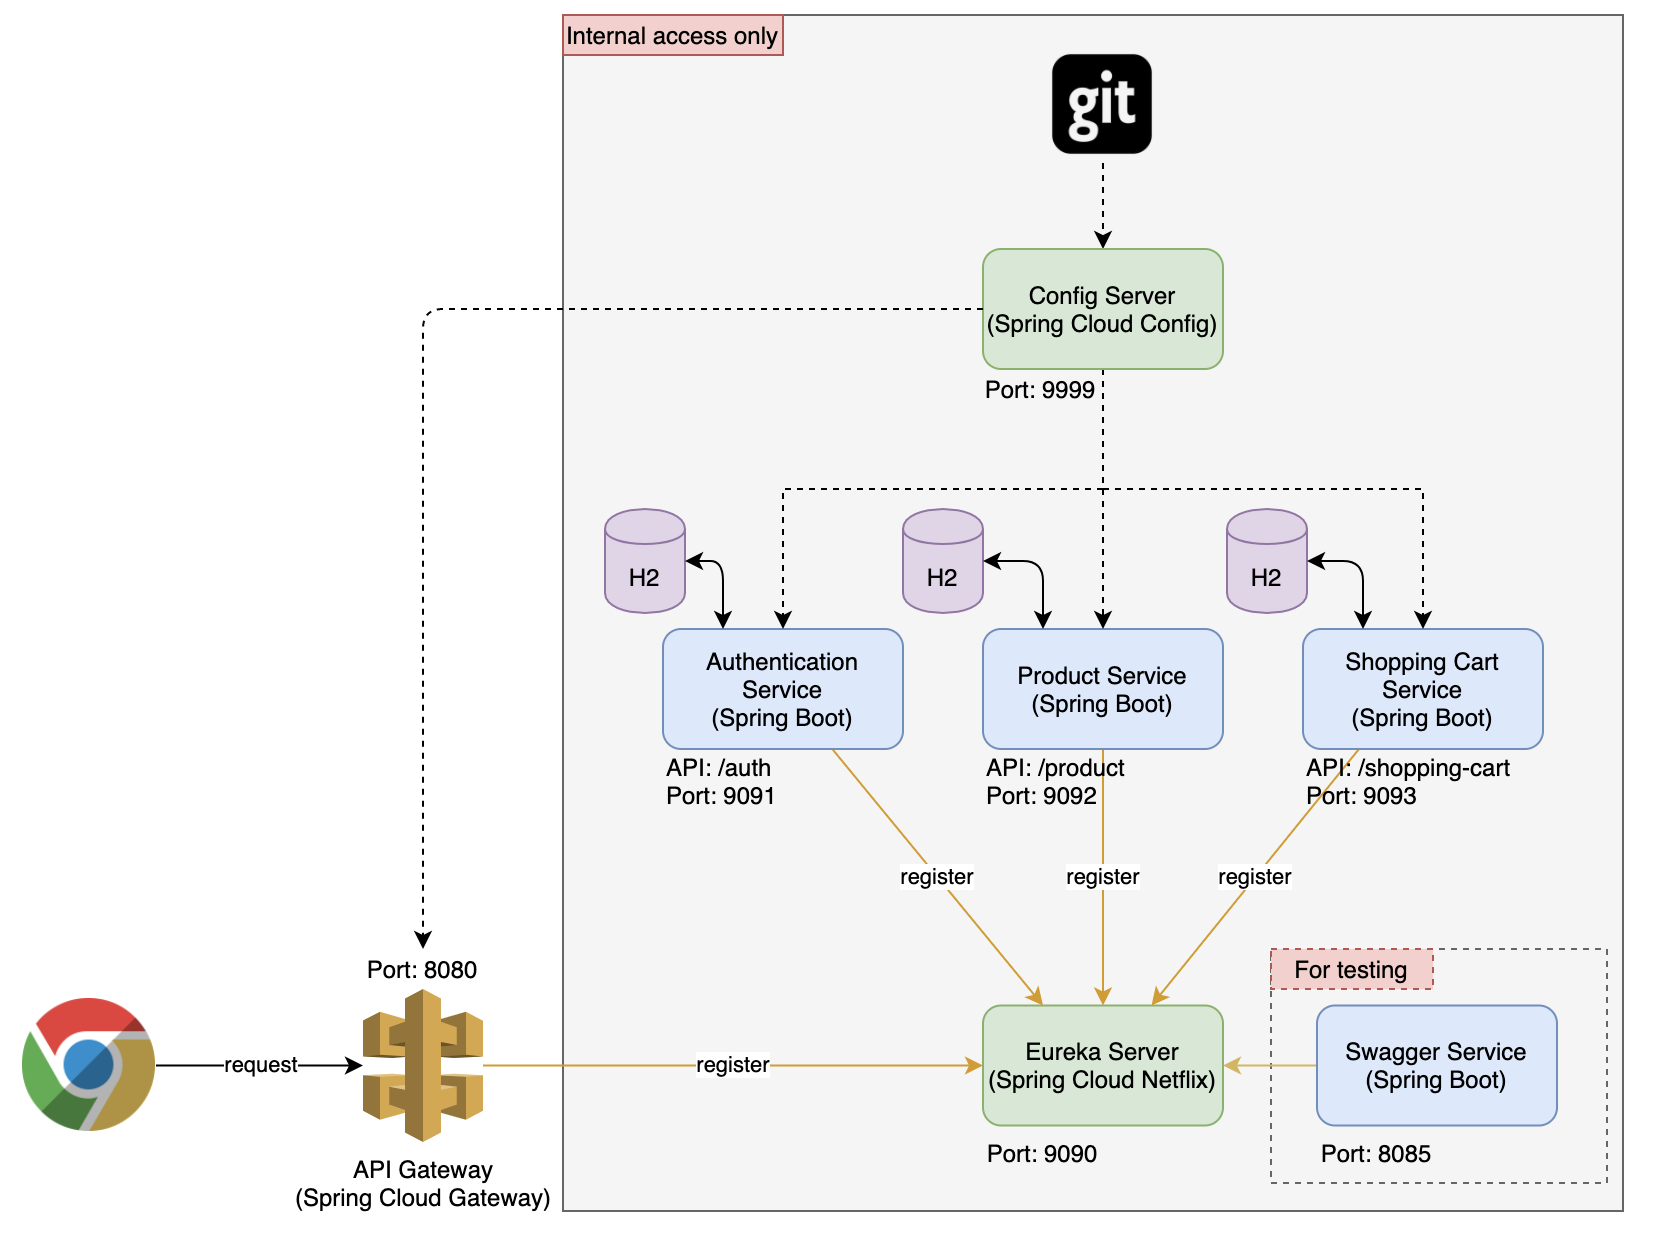 Internal access only
git
Config Server
(Spring Cloud Config)
Port: 9999
H2
H2
H2
Authentication
Service
(Spring Boot)
API: /auth
Port: 9091
Product Service
(Spring Boot)
API: /product
Port: 9092
Shopping Cart
Service
(Spring Boot)
API: /shopping-cart
Port: 9093
register
register
register
Port: 8080
request
API Gateway
(Spring Cloud Gateway)
register
Eureka Server
(Spring Cloud Netflix)
Port: 9090
For testing
Swagger Service
(Spring Boot)
Port: 8085